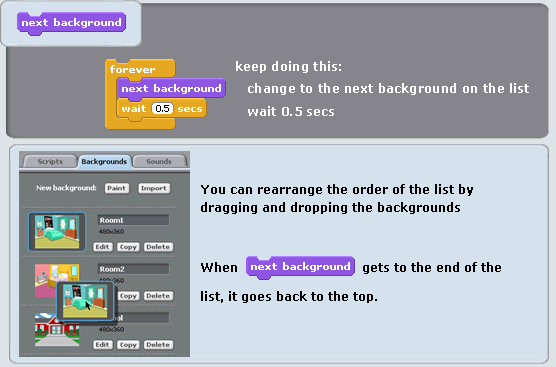 next background
forever
next background
wait 0.5 secs
keep doing this:
change to the next background on the list
wait 0.5 secs
Scripts Backgrounds Sounds
New background: Paint Import
Room1
480x360
Edit Copy Delete
Room2
Copy Delete
480x360
Edit Copy Delete
You can rearrange the order of the list by
dragging and dropping the backgrounds
When next background gets to the end of the
list, it goes back to the top.